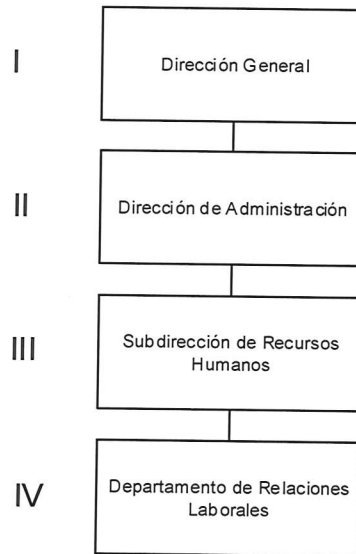 I
Dirección General
II
Dirección de Administración
III
Subdirección de Recursos
Humanos
IV
Departamento de Relaciones
Laborales